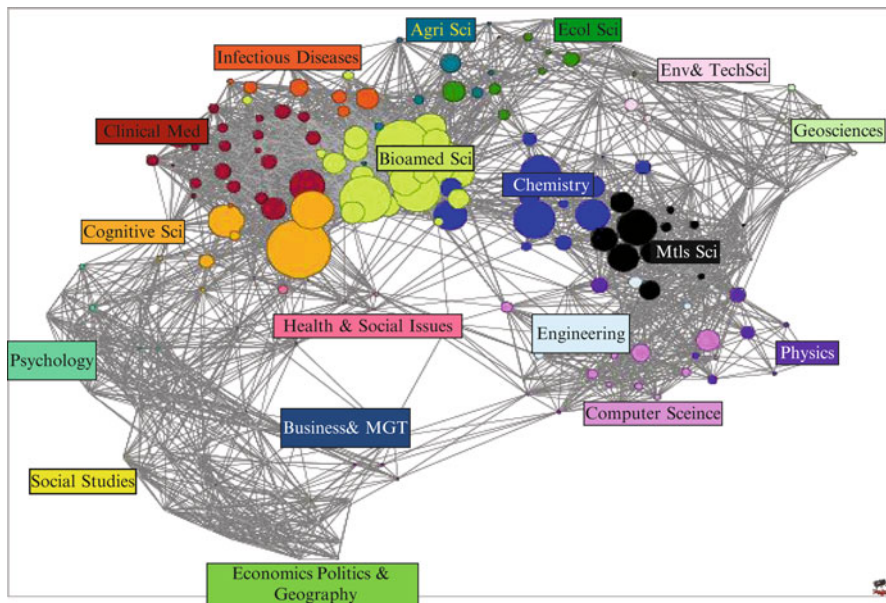 Agri Sci
Ecol Sci
Infectious Diseases
Env& TechSci
Clinical Med
Geosciences
Bioamed Sci
Chemistry
Cognitive Sci
Mtls Sci
Health & Social Issues
Engineering
Psychology
Physics
Computer Sceince
Business& MGT
Social Studies
Economics Politics &
Geography